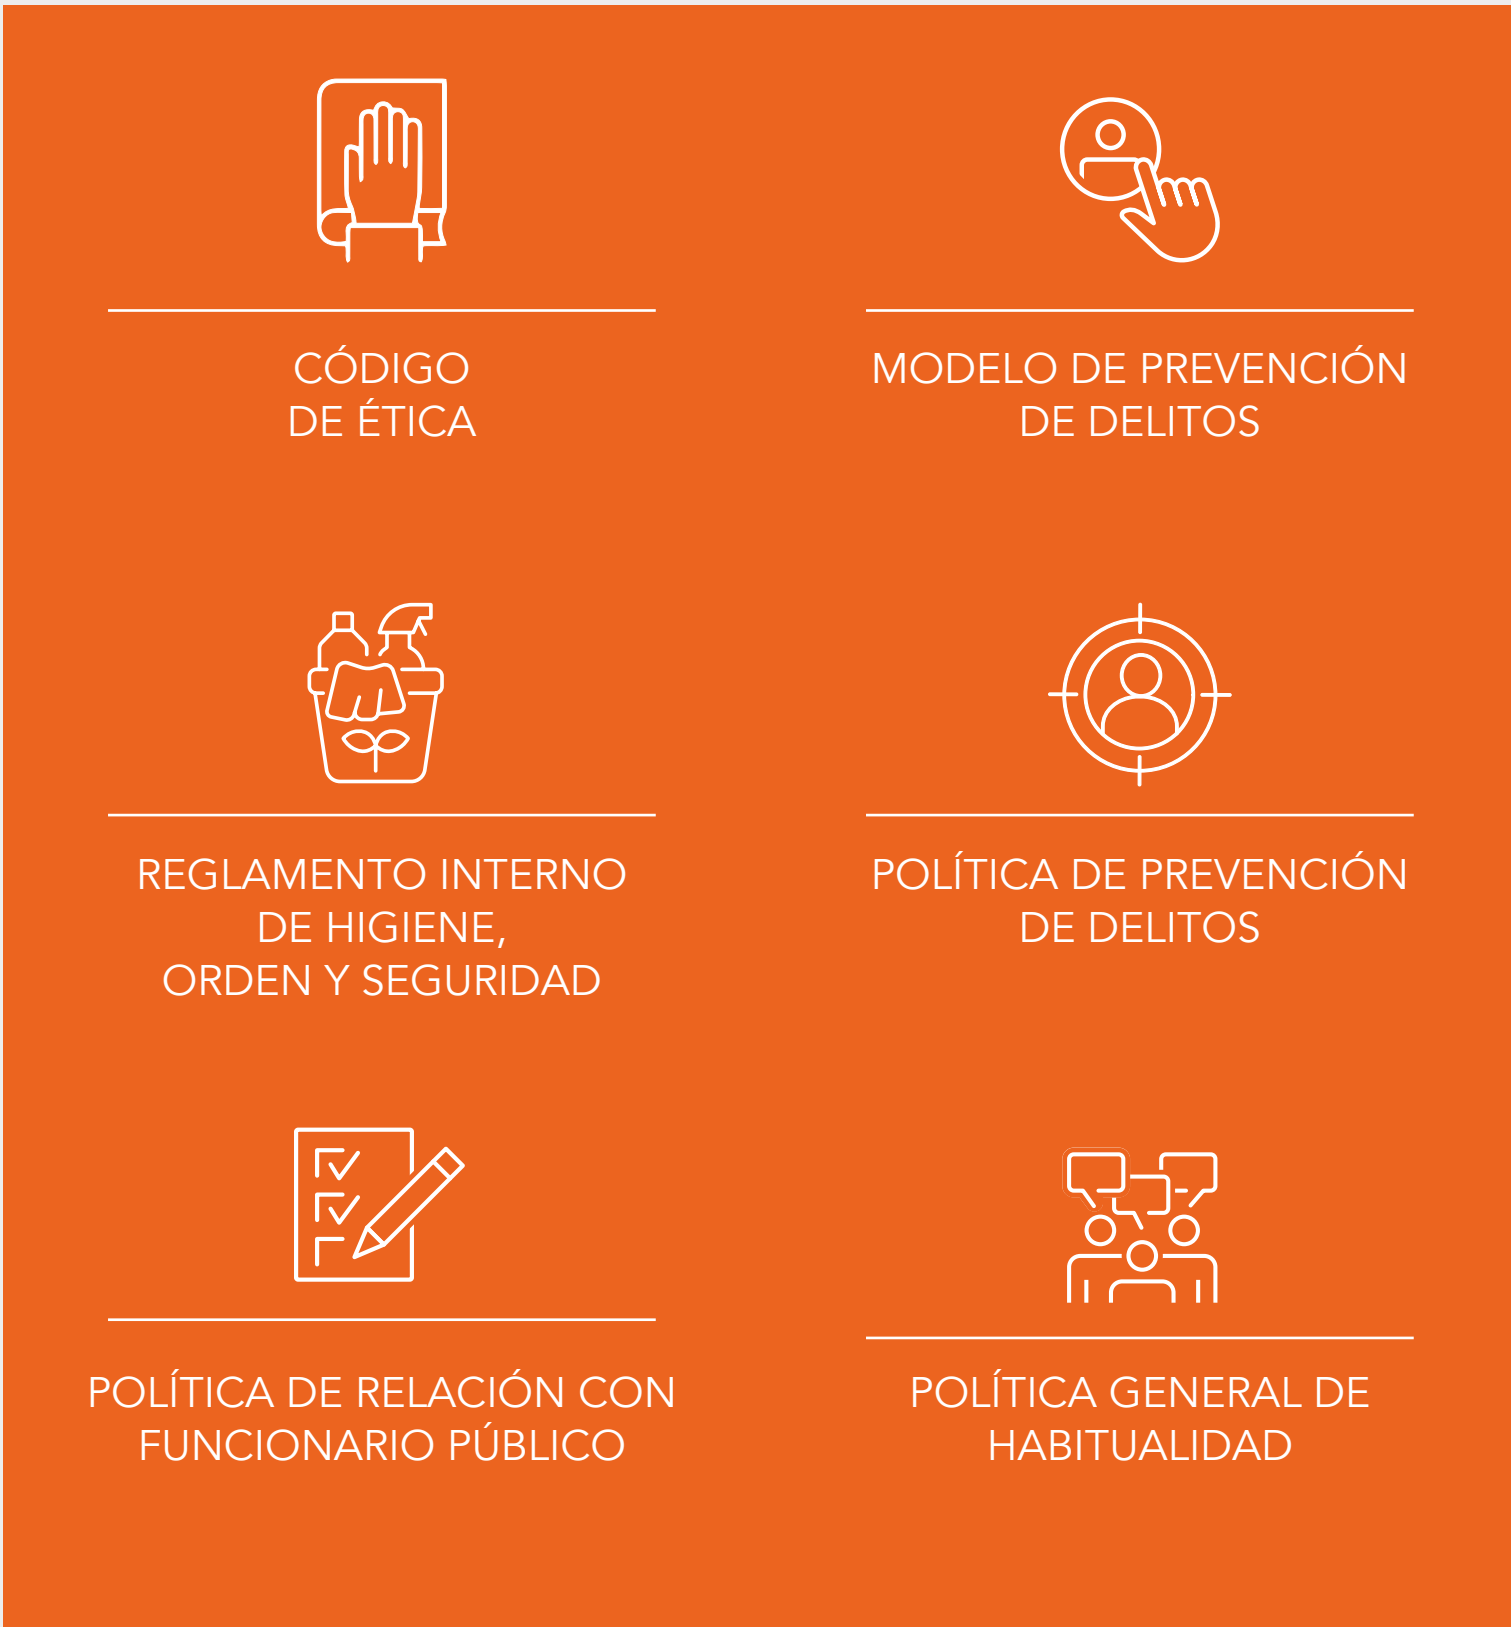 CÓDIGO
DE ÉTICA
MODELO DE PREVENCIÓN
DE DELITOS
REGLAMENTO INTERNO
DE HIGIENE,
ORDEN Y SEGURIDAD
POLÍTICA DE PREVENCIÓN
DE DELITOS
POLÍTICA DE RELACIÓN CON
FUNCIONARIO PÚBLICO
POLÍTICA GENERAL DE
HABITUALIDAD